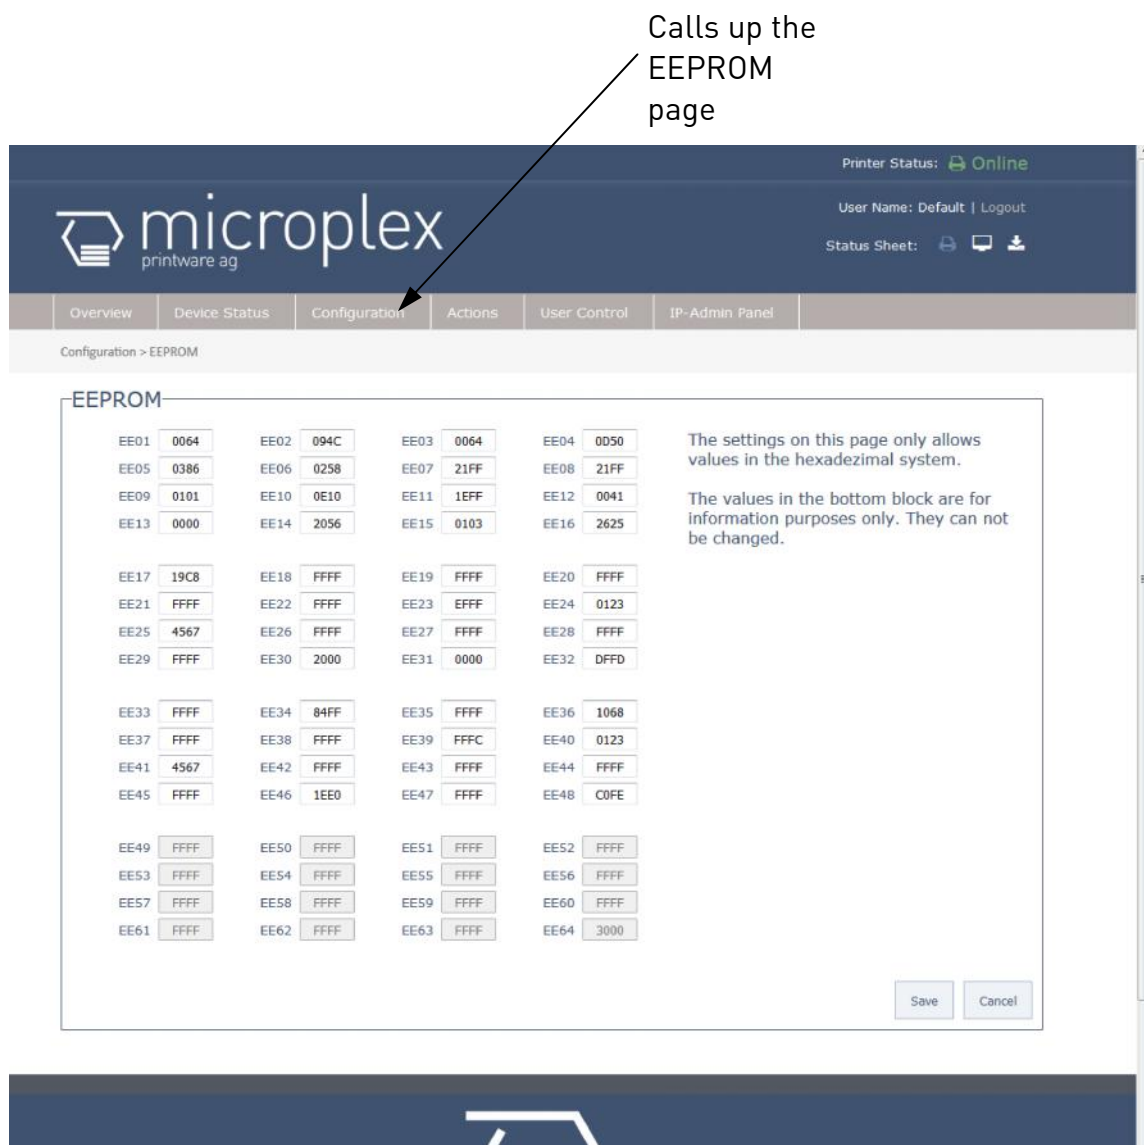 Calls up the
EEPROM
page
Printer Status: Online
microplex
printware ag
User Name: Default | Logout
Status Sheet:
Overview Device Status Configuration Actions User Control IP-Admin Panel
Configuration > EEPROM
EEPROM
EE01 0064 EE02 094C EE03 0064 EE04 0D50
EE05 0386 EE06 0258 EE07 21FF EE08 21FF
EE09 0101 EE10 0E10 EE11 1EFF EE12 0041
EE13 0000 EE14 2056 EE15 0103 EE16 2625
The settings on this page only allows
values in the hexadezimal system.
The values in the bottom block are for
information purposes only. They can not
be changed.
EE17 19C8 EE18 FFFF EE19 FFFF EE20 FFFF
EE21 FFFF EE22 FFFF EE23 EFFF EE24 0123
EE25 4567 EE26 FFFF EE27 FFFF EE28 FFFF
EE29 FFFF EE30 2000 EE31 0000 EE32 DFFD
EE33 FFFF EE34 84FF EE35 FFFF EE36 1068
EE37 FFFF EE38 FFFF EE39 FFFC EE40 0123
EE41 4567 EE42 FFFF EE43 FFFF EE44 FFFF
EE45 FFFF EE46 1EE0 EE47 FFFF EE48 C0FE
EE49 FFFF EE50 FFFF EE51 FFFF EE52 FFFF
EE53 FFFF EE54 FFFF EE55 FFFF EE56 FFFF
EE57 FFFF EE58 FFFF EE59 FFFF EE60 FFFF
EE61 FFFF EE62 FFFF EE63 FFFF EE64 3000
Save Cancel